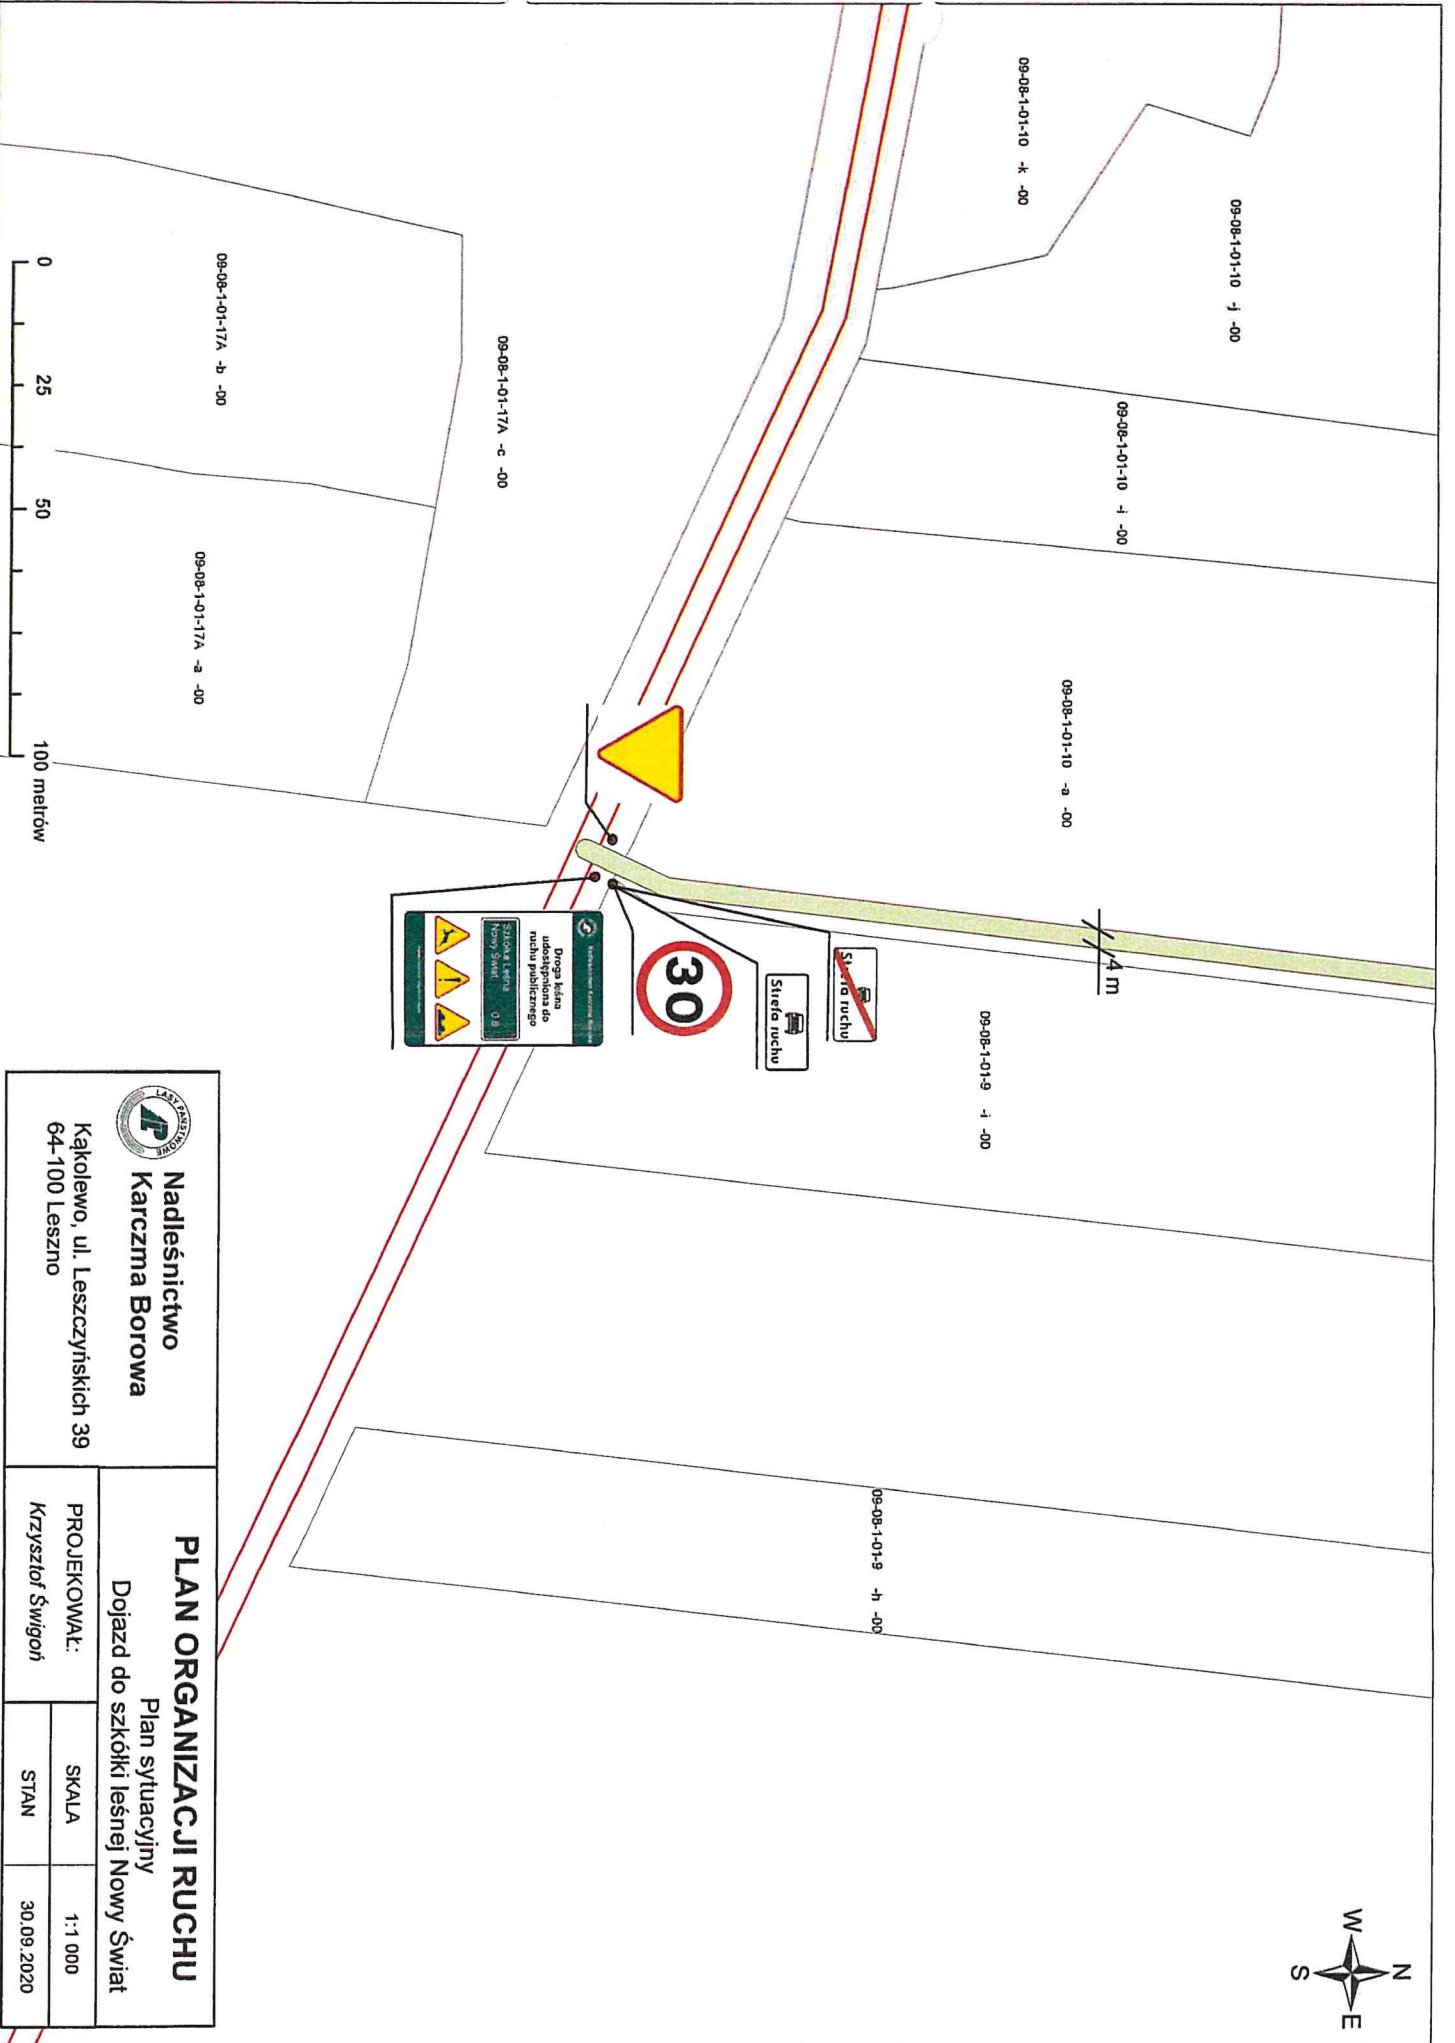 09-08-1-01-10 -j -00
09-08-1-01-10 -k -00
09-08-1-01-10 -i -00
09-08-1-01-10 -a -00
09-08-1-01-9 -i -00
09-08-1-01-9 -h -00
09-08-1-01-17A -c -00
09-08-1-01-17A -b -00
09-08-1-01-17A -a -00
4 m
Strefa ruchu
Strefa ruchu
30
Droga leśna
udostępniona do
ruchu publicznego
Szkółka Leśna
Nowy Świat 0.8
N
W E
S
0 25 50 100 metrów
LASY PAŃSTWOWE
Nadleśnictwo
Karczma Borowa
Kąkolewo, ul. Leszczyńskich 39
64-100 Leszno
PLAN ORGANIZACJI RUCHU
Plan sytuacyjny
Dojazd do szkółki leśnej Nowy Świat
PROJEKOWAŁ:
Krzysztof Świgoń
SKALA 1:1 000
STAN 30.09.2020